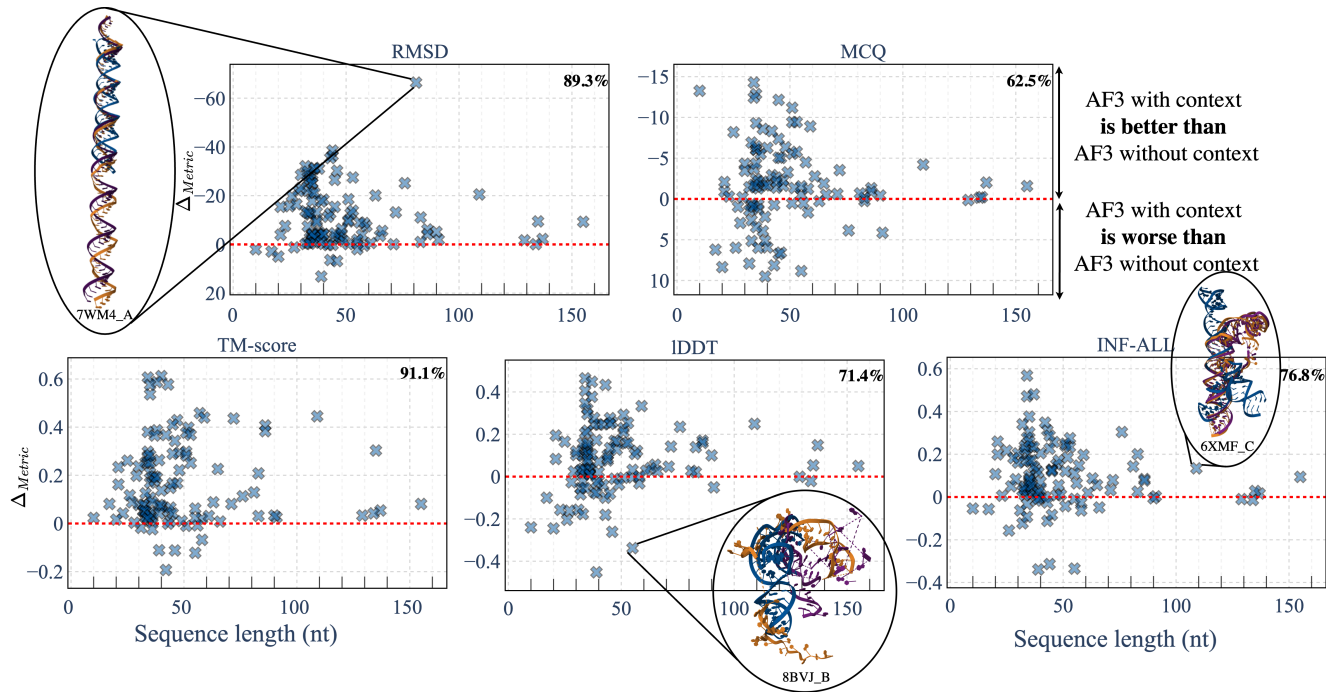 RMSD
MCQ
89.3%
62.5%
−60
−40
−20
0
20
Δ Metric
0
50
100
150
7WM4_A
−15
−10
−5
0
5
10
0
50
100
150
AF3 with context
is better than
AF3 without context
AF3 with context
is worse than
AF3 without context
TM-score
lDDT
INF-ALL
91.1%
71.4%
76.8%
0.6
0.4
0.2
0
−0.2
Δ Metric
0
50
100
150
Sequence length (nt)
0.4
0.2
0
−0.2
−0.4
0
50
100
150
8BVJ_B
0.6
0.4
0.2
0
−0.2
−0.4
0
50
100
150
Sequence length (nt)
6XMF_C